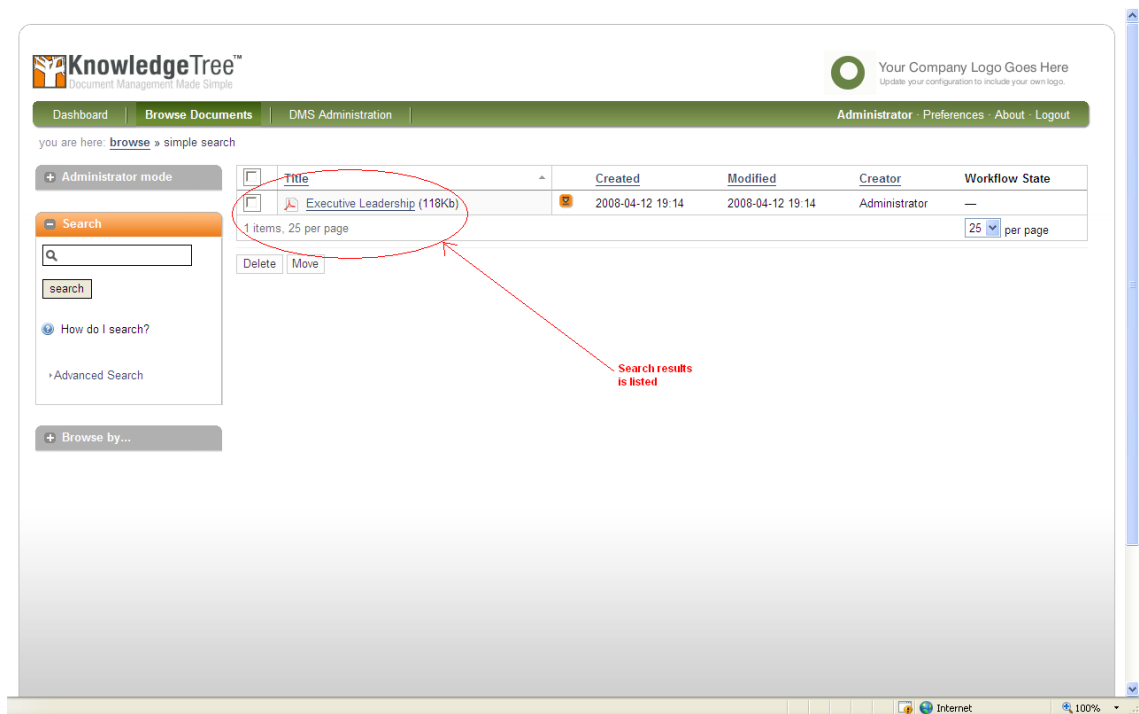 KnowledgeTree™
Document Management Made Simple
Your Company Logo Goes Here
Update your configuration to include your own logo.
Dashboard Browse Documents DMS Administration Administrator · Preferences · About · Logout
you are here: browse » simple search
Administrator mode
Search
search
How do I search?
Advanced Search
Browse by...
Title Created Modified Creator Workflow State
Executive Leadership (118Kb) 2008-04-12 19:14 2008-04-12 19:14 Administrator —
1 items, 25 per page 25 per page
Delete Move
Search results
is listed
Internet 100%